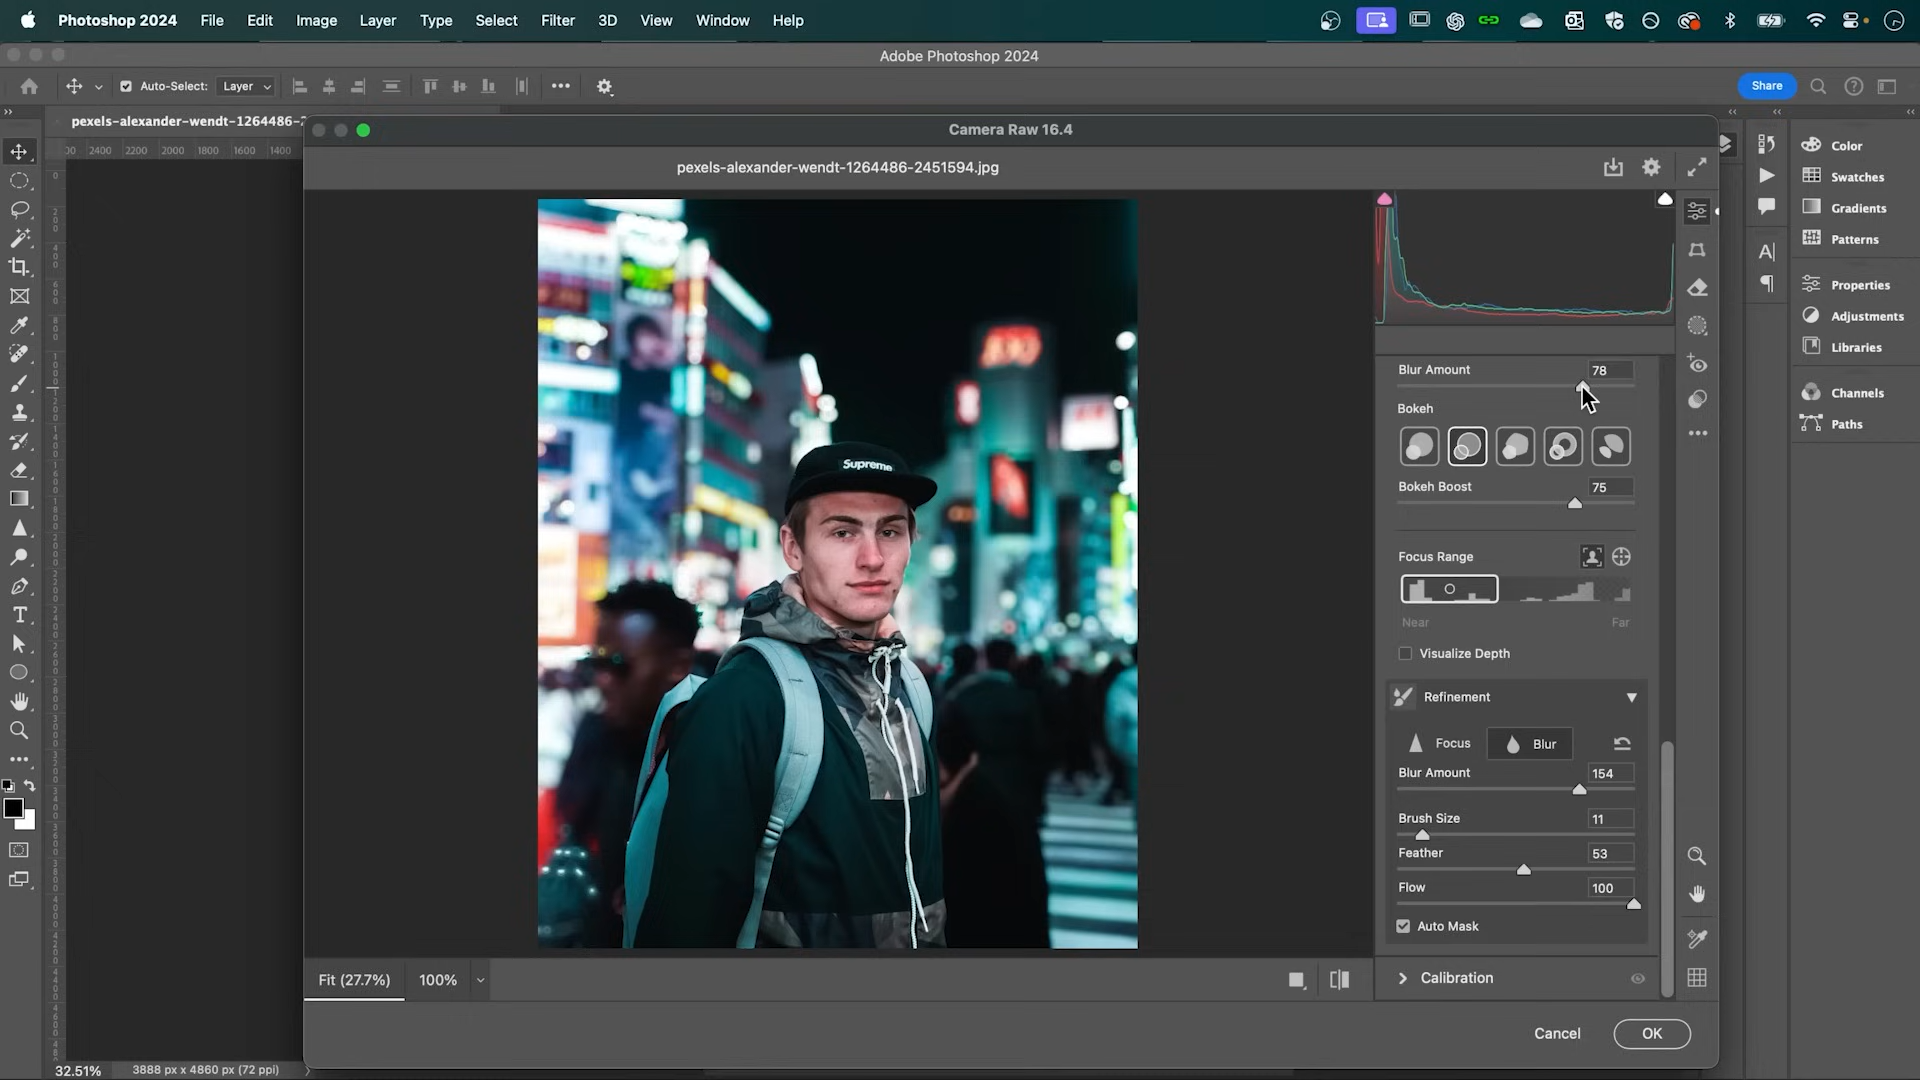 Photoshop 2024 File Edit Image Layer Type Select Filter 3D View Window Help
Adobe Photoshop 2024
Auto-Select: Layer
Share
pexels-alexander-wendt-1264486-2
Camera Raw 16.4
2400 2200 2000 1800 1600 1400
pexels-alexander-wendt-1264486-2451594.jpg
Color
Swatches
Gradients
Patterns
Properties
Adjustments
Libraries
Channels
Paths
Supreme
Blur Amount 78
Bokeh
Bokeh Boost 75
Focus Range
Near Far
Visualize Depth
Refinement
Focus Blur
Blur Amount 154
Brush Size 11
Feather 53
Flow 100
Auto Mask
Calibration
Fit (27.7%) 100%
Cancel OK
32.51% 3888 px x 4860 px (72 ppi)